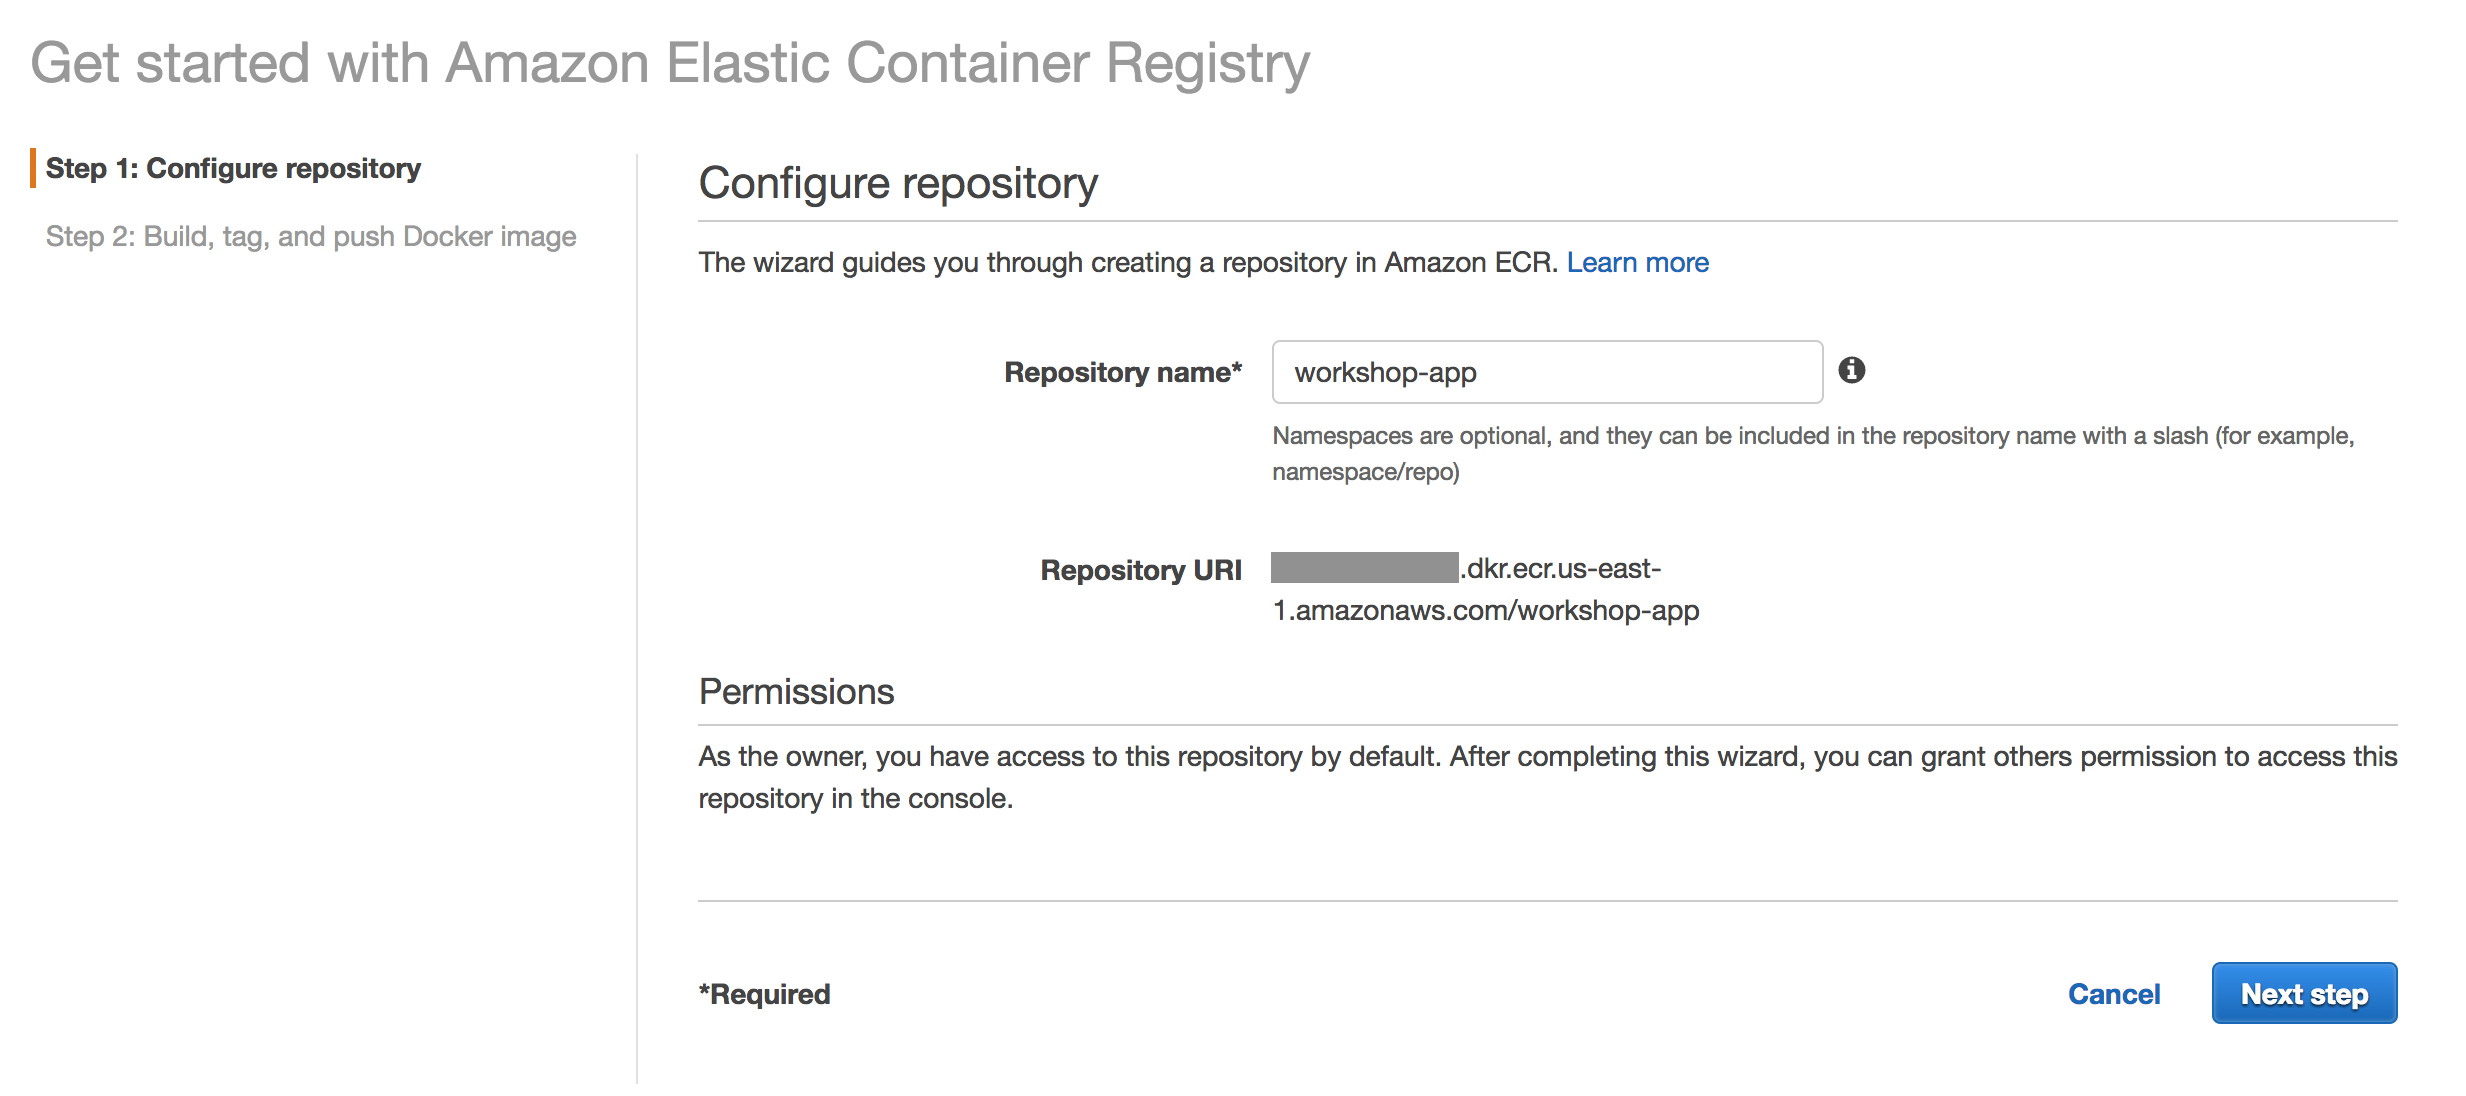 Get started with Amazon Elastic Container Registry
Step 1: Configure repository
Step 2: Build, tag, and push Docker image
Configure repository
The wizard guides you through creating a repository in Amazon ECR. Learn more
Repository name*
workshop-app
Namespaces are optional, and they can be included in the repository name with a slash (for example,
namespace/repo)
Repository URI
.dkr.ecr.us-east-
1.amazonaws.com/workshop-app
Permissions
As the owner, you have access to this repository by default. After completing this wizard, you can grant others permission to access this
repository in the console.
*Required
Cancel
Next step